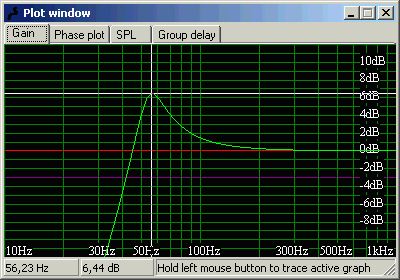 Plot window
Gain Phase plot SPL Group delay
10dB
8dB
6dB
4dB
2dB
0dB
-2dB
-4dB
-6dB
-8dB
10Hz 30Hz 50Hz 100Hz 300Hz 500Hz 1kHz
56,23 Hz 6,44 dB Hold left mouse button to trace active graph